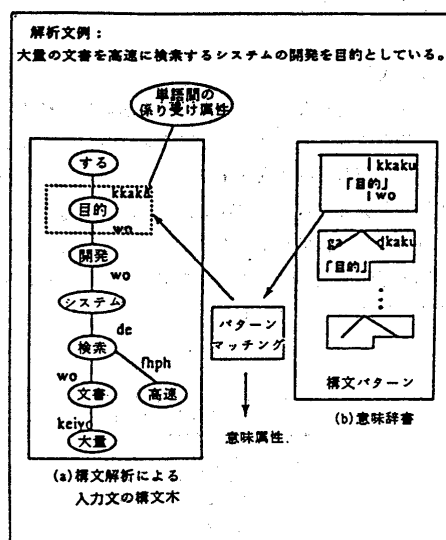 解析文例：
大量の文書を高速に検索するシステムの開発を目的としている。
単語間の
係り受け属性
する
kkaku
目的
wo
開発
wo
システム
de
検索
fhph
wo
文書
高速
keiyo
大量
(a)構文解析による
入力文の構文木
パターン
マッチング
意味属性
kkaku
「目的」
wo
ga
dkaku
「目的」
構文パターン
(b)意味辞書